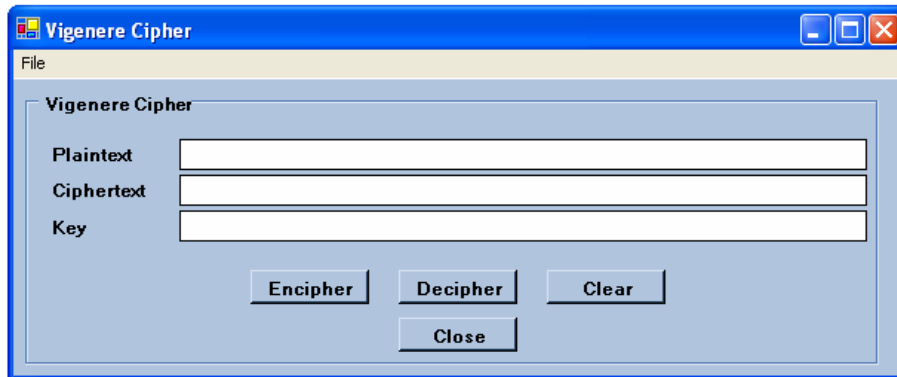 Vigenere Cipher
File
Vigenere Cipher
Plaintext
Ciphertext
Key
Encipher Decipher Clear
Close